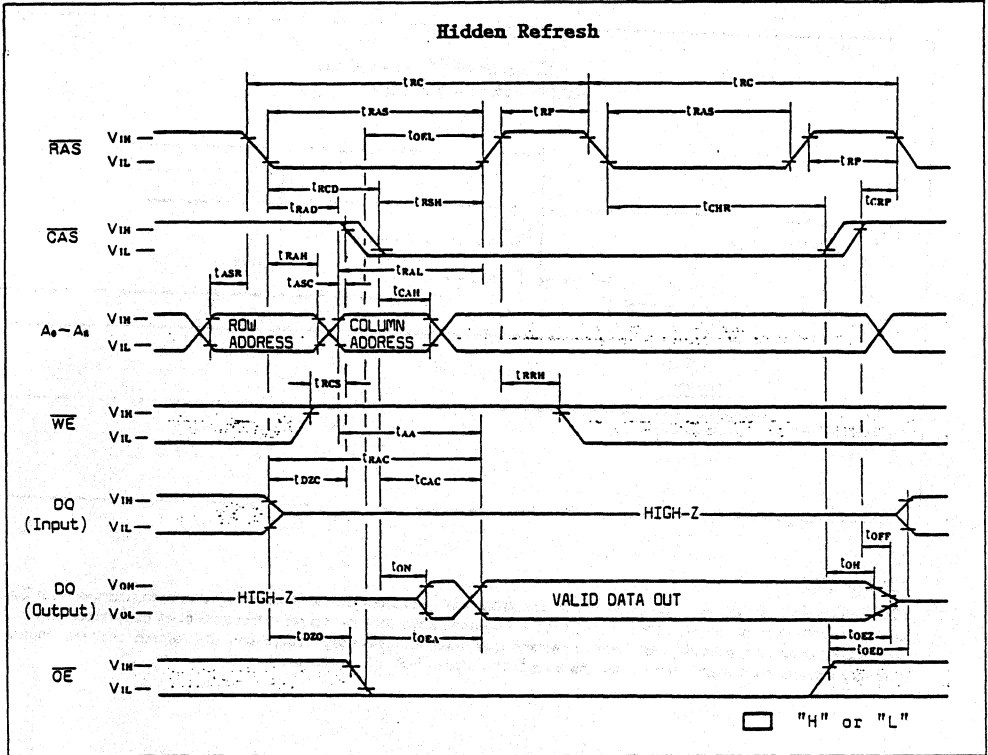 Hidden Refresh
tRC tRC
tRAS tRP tRAS
tOEL
RAS VIH
VIL
tRP
tRCD
tRAD tRSH tCHR tCRP
CAS VIH
VIL
tRAH
tASR tASC tRAL
tCAH
A0~A8 VIH
VIL
ROW ADDRESS
COLUMN ADDRESS
tRCS tRRH
WE VIH
VIL
tAA
tRAC
tDZC tCAC
DQ (Input) VIH
VIL
HIGH-Z
tOFF
tON tOH
DQ (Output) VOH
VOL
HIGH-Z VALID DATA OUT
tDZO tOEA tOEZ
tOED
OE VIH
VIL
"H" or "L"